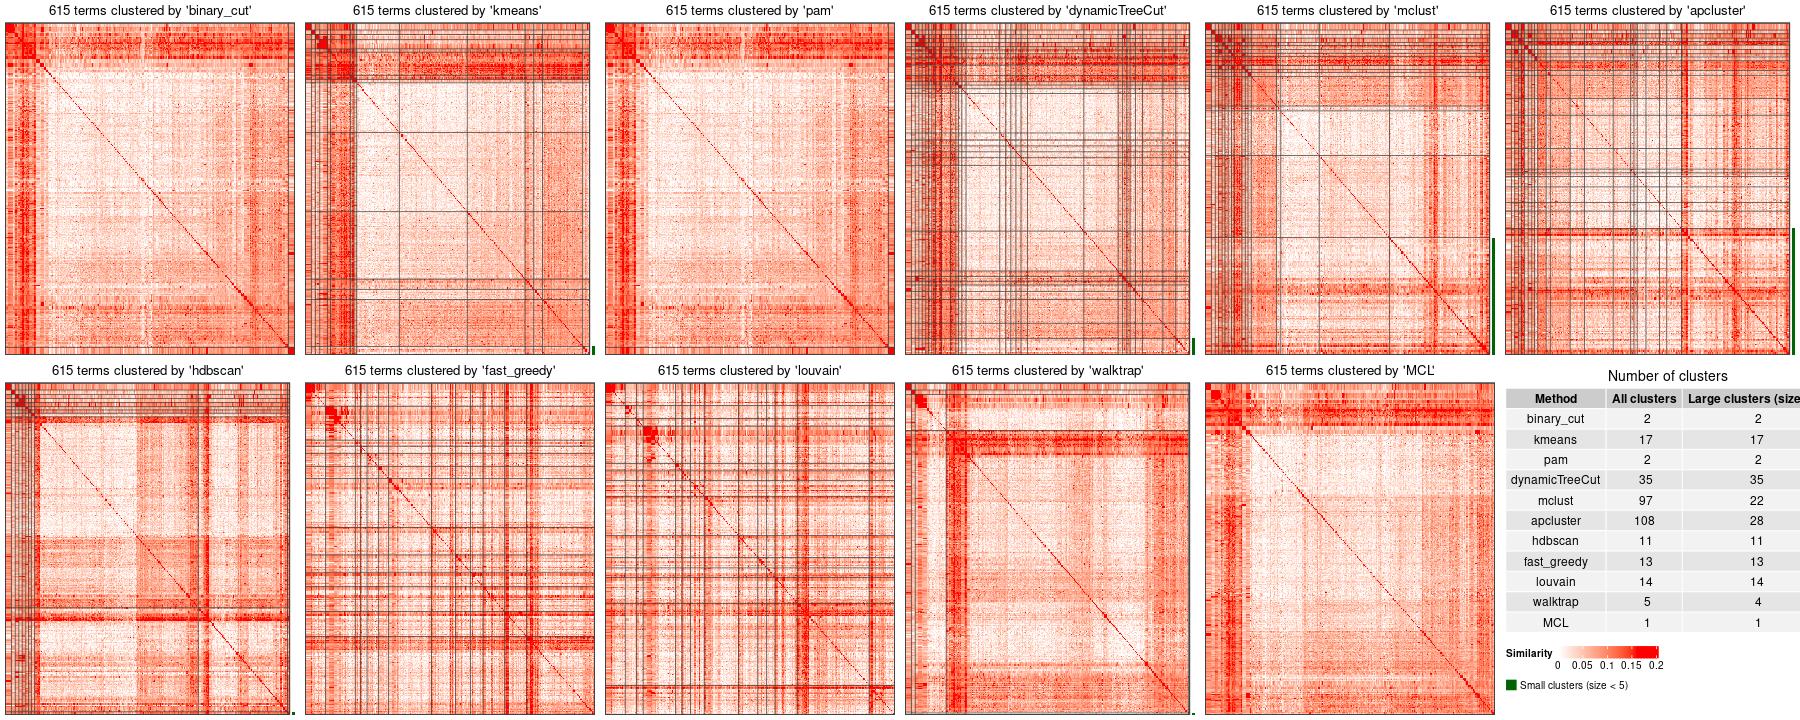 615 terms clustered by 'binary_cut'
615 terms clustered by 'kmeans'
615 terms clustered by 'pam'
615 terms clustered by 'dynamicTreeCut'
615 terms clustered by 'mclust'
615 terms clustered by 'apcluster'
615 terms clustered by 'hdbscan'
615 terms clustered by 'fast_greedy'
615 terms clustered by 'louvain'
615 terms clustered by 'walktrap'
615 terms clustered by 'MCL'
Number of clusters
Method All clusters Large clusters (size
binary_cut 2 2
kmeans 17 17
pam 2 2
dynamicTreeCut 35 35
mclust 97 22
apcluster 108 28
hdbscan 11 11
fast_greedy 13 13
louvain 14 14
walktrap 5 4
MCL 1 1
Similarity
0 0.05 0.1 0.15 0.2
Small clusters (size < 5)